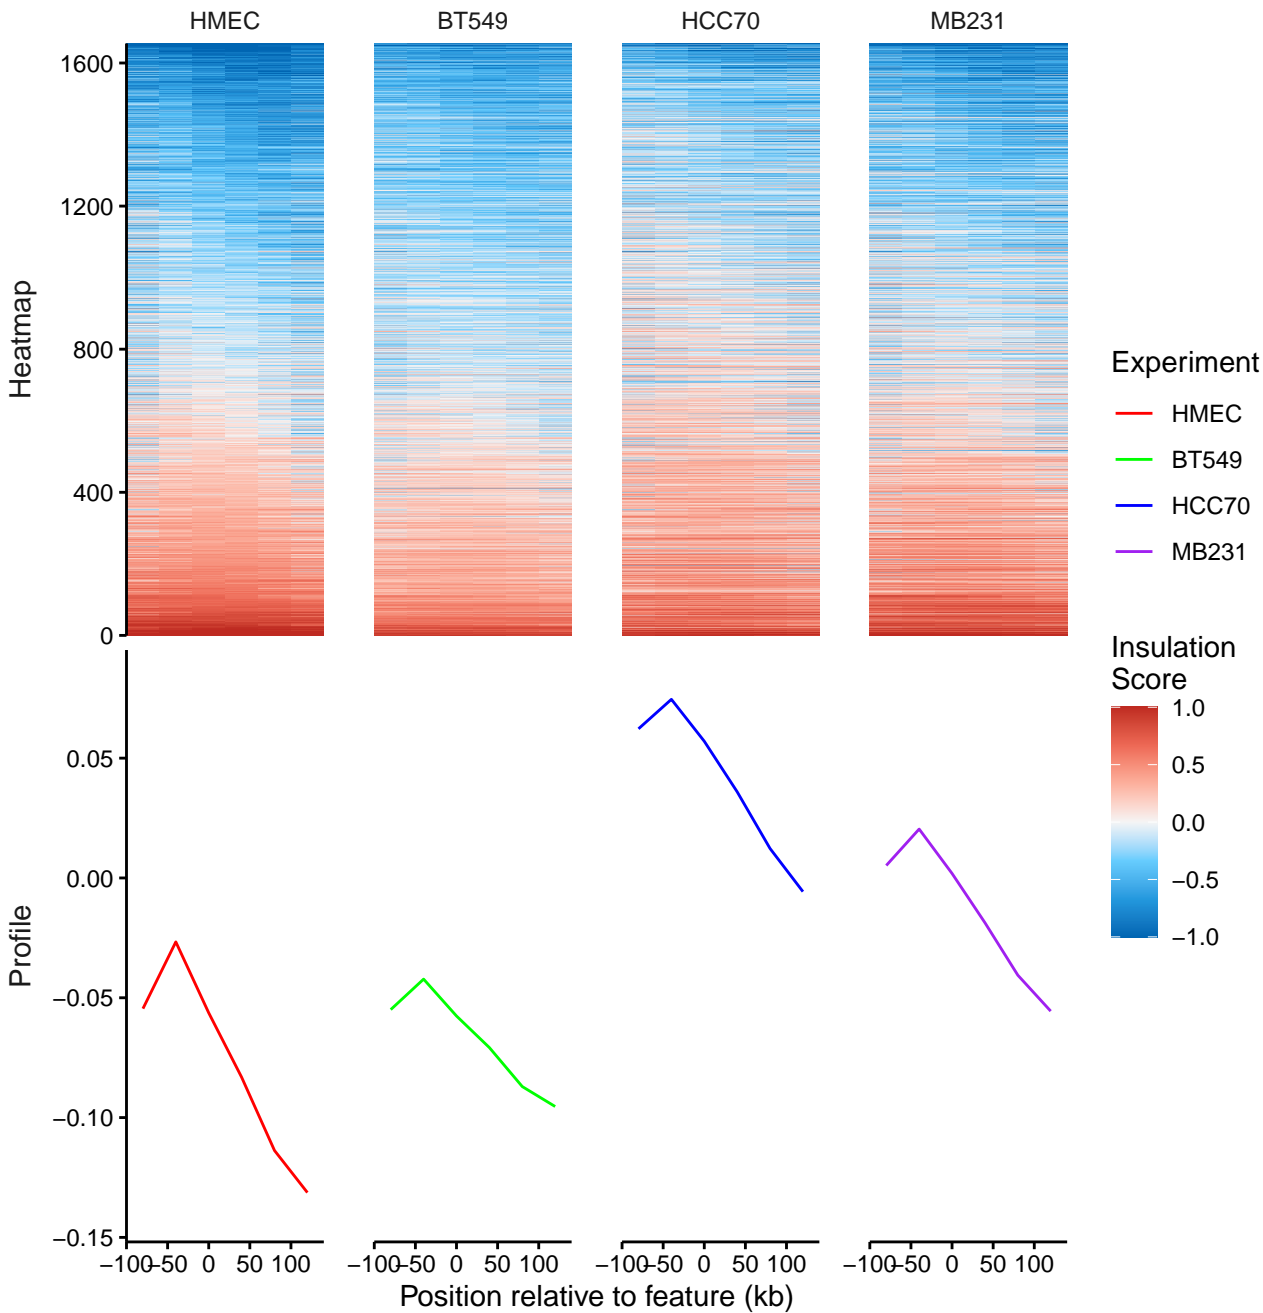 HMEC BT549 HCC70 MB231
Heatmap
1600
1200
800
400
0
Experiment
HMEC
BT549
HCC70
MB231
Insulation
Score
1.0
0.5
0.0
−0.5
−1.0
Profile
0.05
0.00
−0.05
−0.10
−0.15
−100 −50 0 50 100 −100 −50 0 50 100 −100 −50 0 50 100 −100 −50 0 50 100
Position relative to feature (kb)